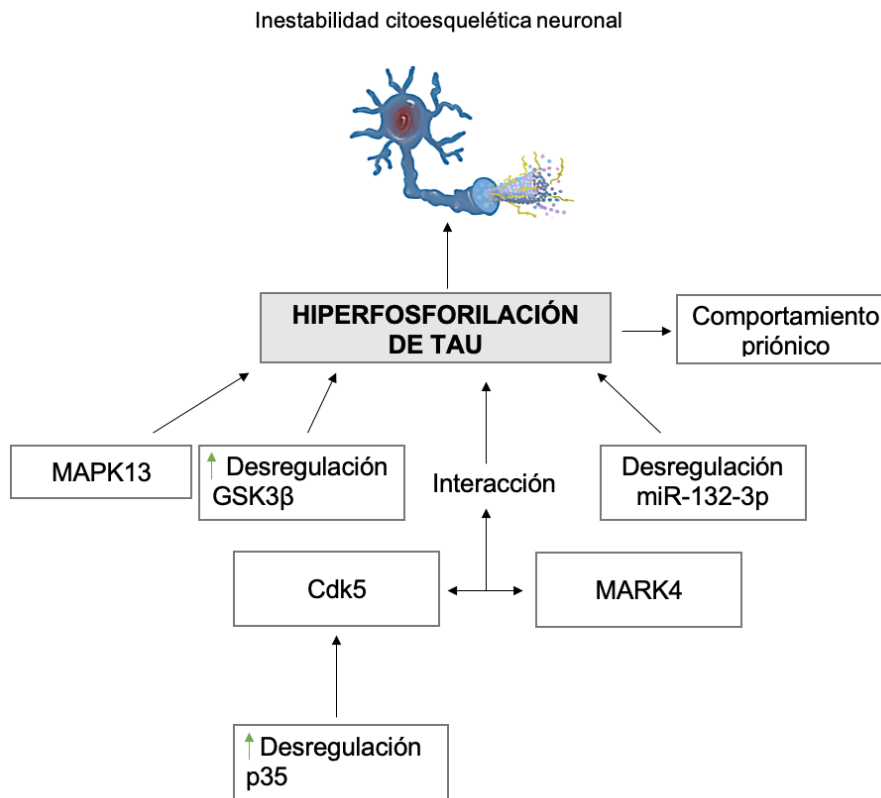 Inestabilidad citoesquelética neuronal
HIPERFOSFORILACIÓN
DE TAU
Comportamiento
priónico
MAPK13
↑ Desregulación
GSK3β
Interacción
Desregulación
miR-132-3p
Cdk5
MARK4
↑ Desregulación
p35